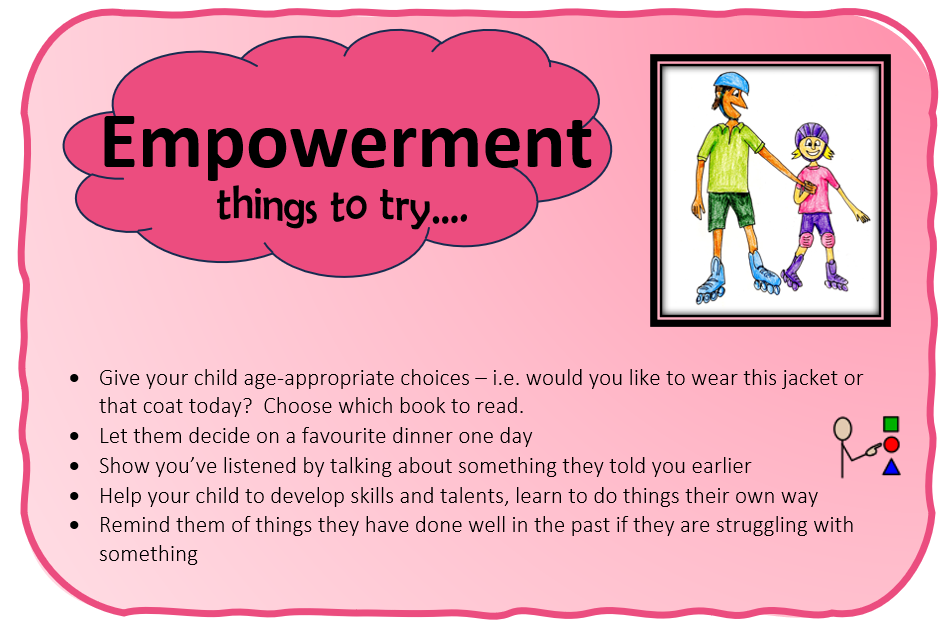 Empowerment
things to try....
• Give your child age-appropriate choices – i.e. would you like to wear this jacket or
that coat today?  Choose which book to read.
• Let them decide on a favourite dinner one day
• Show you’ve listened by talking about something they told you earlier
• Help your child to develop skills and talents, learn to do things their own way
• Remind them of things they have done well in the past if they are struggling with
something